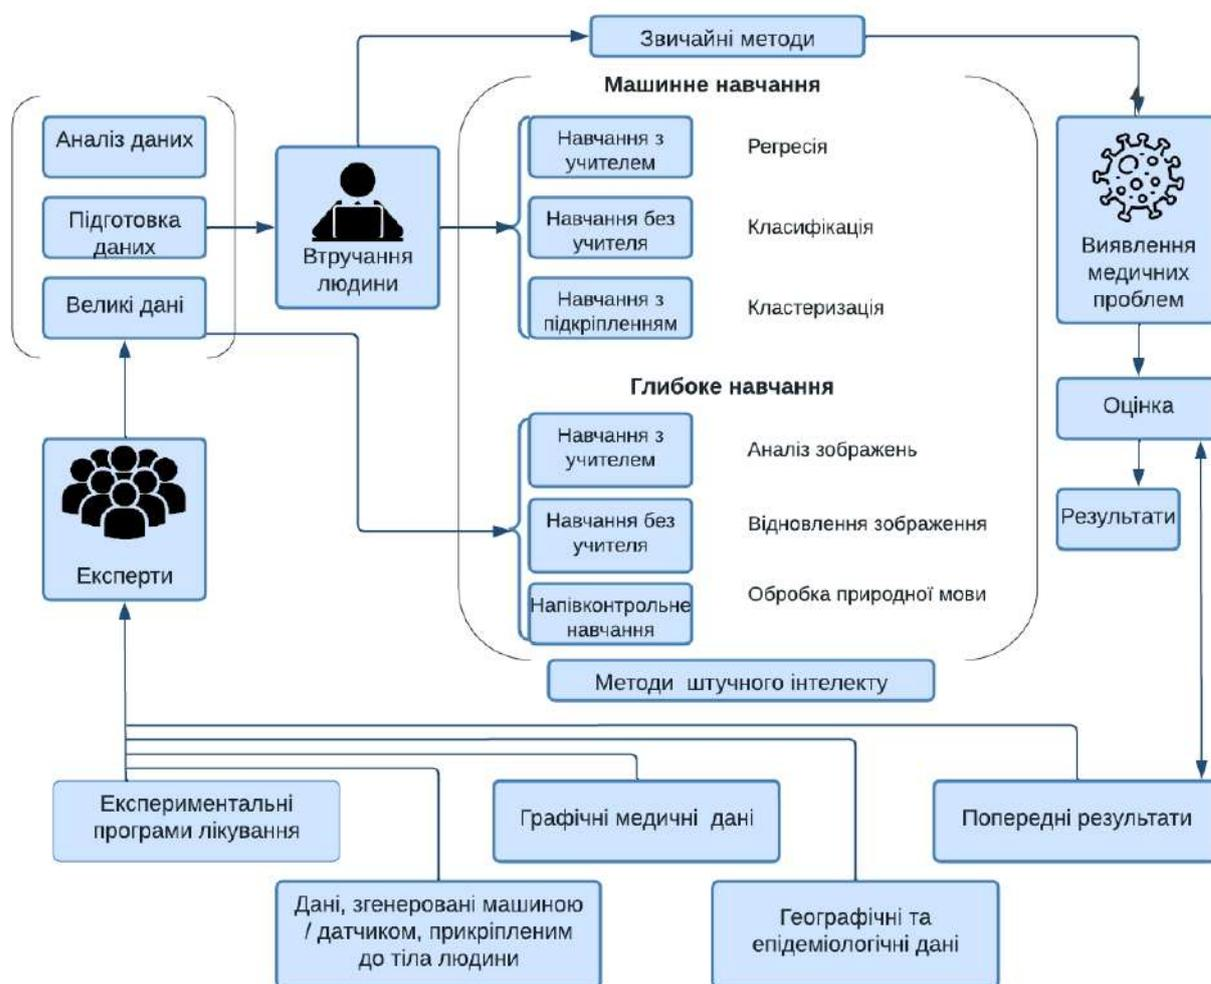 Звичайні методи
Машинне навчання
Аналіз даних
Підготовка
даних
Великі дані
Втручання
людини
Навчання з
учителем
Регресія
Навчання без
учителя
Класифікація
Навчання з
підкріпленням
Кластеризація
Виявлення
медичних
проблем
Глибоке навчання
Навчання з
учителем
Аналіз зображень
Навчання без
учителя
Відновлення зображення
Напівконтрольне
навчання
Обробка природної мови
Оцінка
Результати
Експерти
Методи штучного інтелекту
Експериментальні
програми лікування
Графічні медичні дані
Попередні результати
Дані, згенеровані машиною
/ датчиком, прикріпленим
до тіла людини
Географічні та
епідеміологічні дані